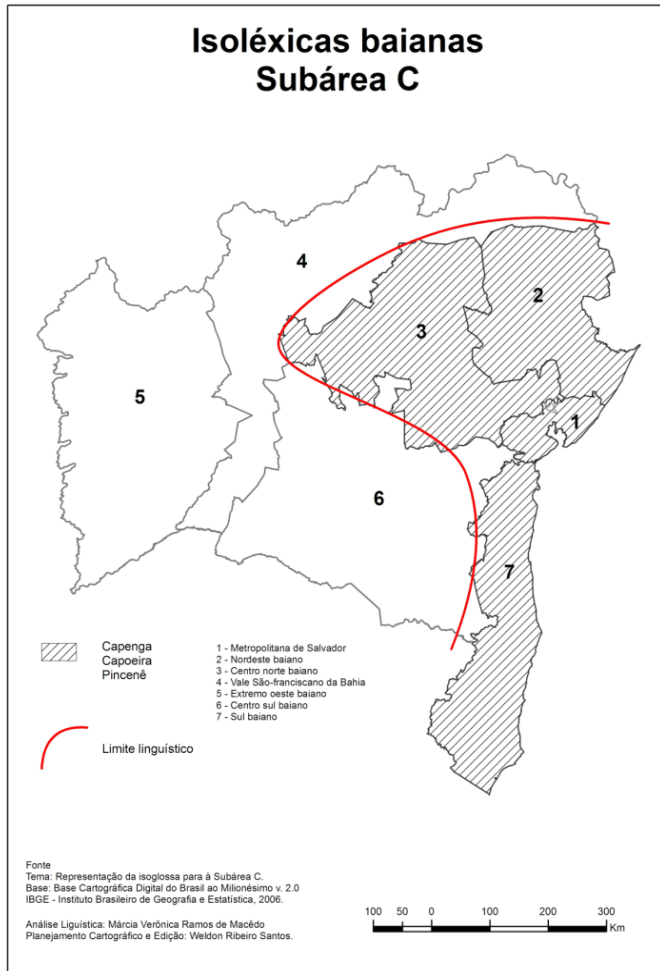 Isoléxicas baianas
Subárea C
4
2
3
5
1
6
7
Capenga
Capoeira
Pincenê
1 - Metropolitana de Salvador
2 - Nordeste baiano
3 - Centro norte baiano
4 - Vale São-franciscano da Bahia
5 - Extremo oeste baiano
6 - Centro sul baiano
7 - Sul baiano
Limite linguístico
Fonte
Tema: Representação da isoglossa para à Subárea C.
Base: Base Cartográfica Digital do Brasil ao Milionésimo v. 2.0
IBGE - Instituto Brasileiro de Geografia e Estatística, 2006.
Análise Liguística: Márcia Verônica Ramos de Macêdo
Planejamento Cartográfico e Edição: Weldon Ribeiro Santos.
100 50 0 100 200 300
Km